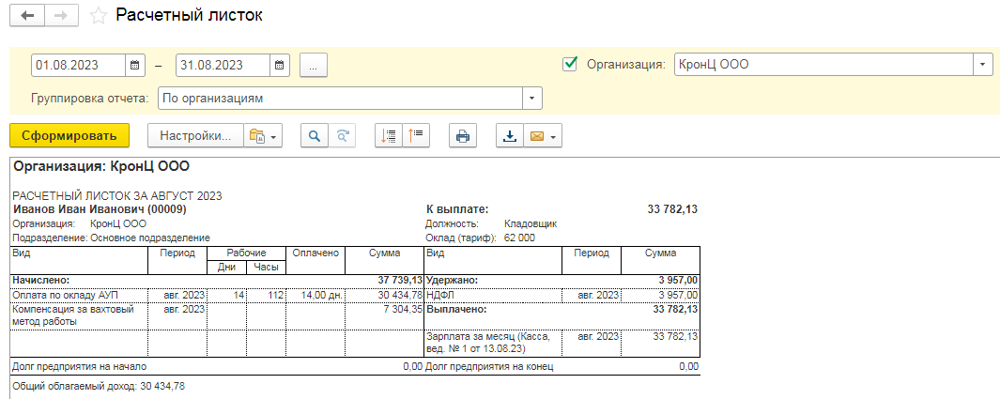 Расчетный листок
01.08.2023 – 31.08.2023 ... Организация: КронЦ ООО
Группировка отчета: По организациям
Сформировать Настройки...
Организация: КронЦ ООО
РАСЧЕТНЫЙ ЛИСТОК ЗА АВГУСТ 2023
Иванов Иван Иванович (00009) К выплате: 33 782,13
Организация: КронЦ ООО Должность: Кладовщик
Подразделение: Основное подразделение Оклад (тариф): 62 000
Вид Период Рабочие Оплачено Сумма Вид Период Сумма
Дни Часы
Начислено: 37 739,13 Удержано: 3 957,00
Оплата по окладу АУП авг. 2023 14 112 14,00 дн. 30 434,78 НДФЛ авг. 2023 3 957,00
Компенсация за вахтовый авг. 2023 7 304,35 Выплачено: 33 782,13
метод работы
Зарплата за месяц (Касса, авг. 2023 33 782,13
вед. № 1 от 13.08.23)
Долг предприятия на начало 0,00 Долг предприятия на конец 0,00
Общий облагаемый доход: 30 434,78